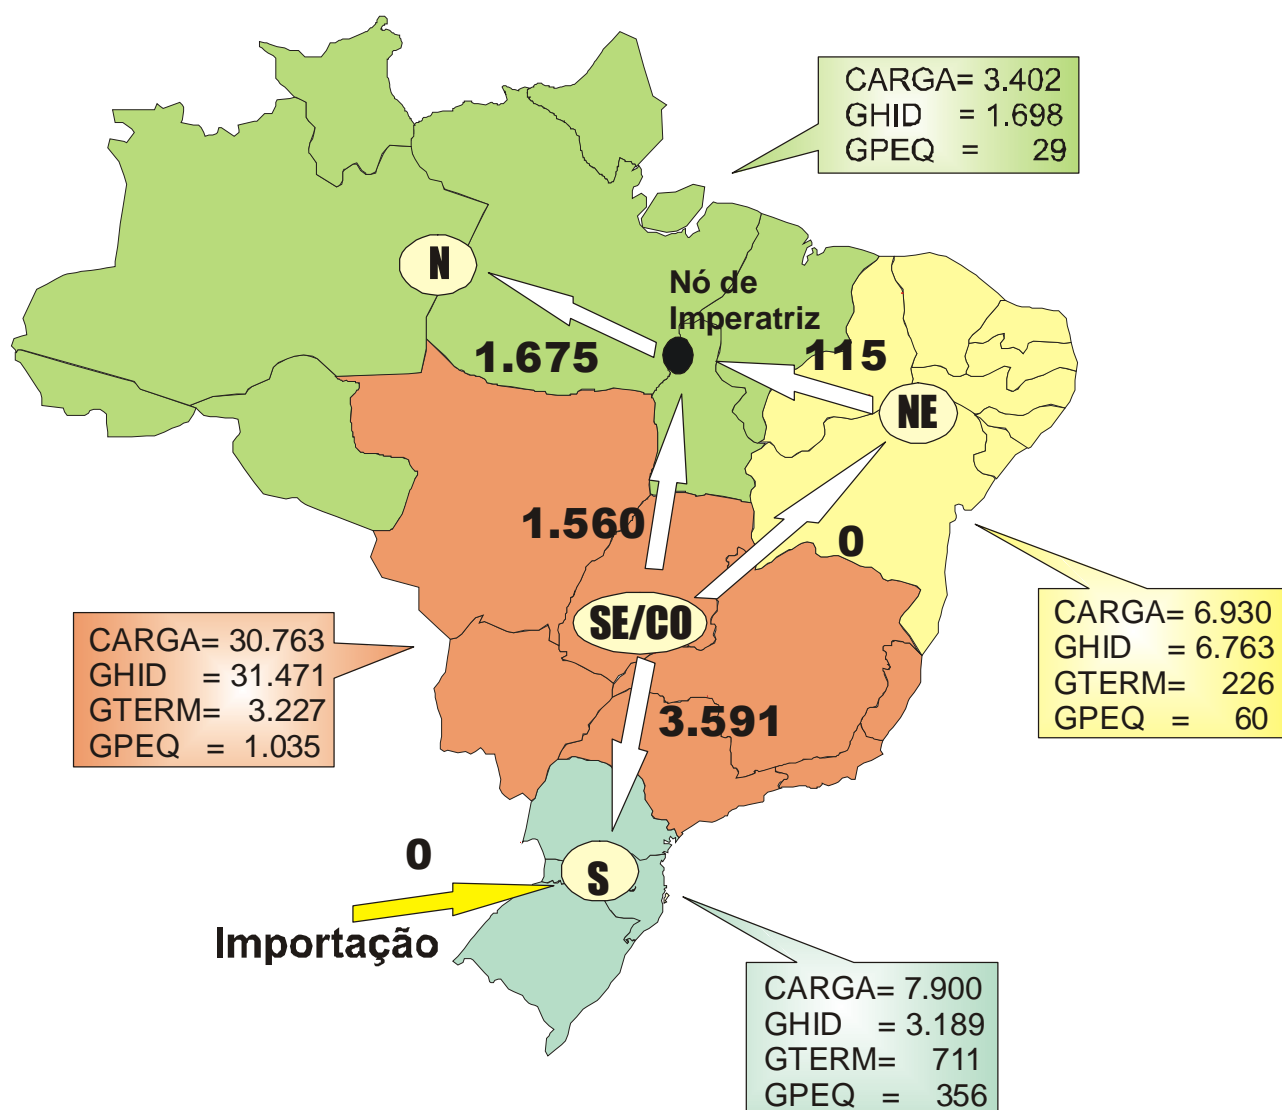 CARGA= 3.402
GHID = 1.698
GPEQ = 29
N
Nó de
Imperatriz
1.675
115
NE
1.560
0
SE/CO
CARGA= 6.930
GHID = 6.763
GTERM= 226
GPEQ = 60
CARGA= 30.763
GHID = 31.471
GTERM= 3.227
GPEQ = 1.035
3.591
0
S
Importação
CARGA= 7.900
GHID = 3.189
GTERM= 711
GPEQ = 356